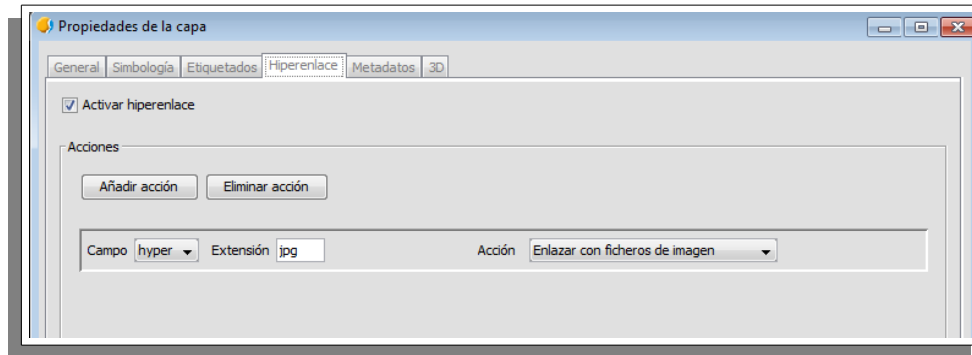 Propiedades de la capa
General Simbología Etiquetados Hiperenlace Metadatos 3D
Activar hiperenlace
Acciones
Añadir acción Eliminar acción
Campo hyper Extensión jpg Acción Enlazar con ficheros de imagen